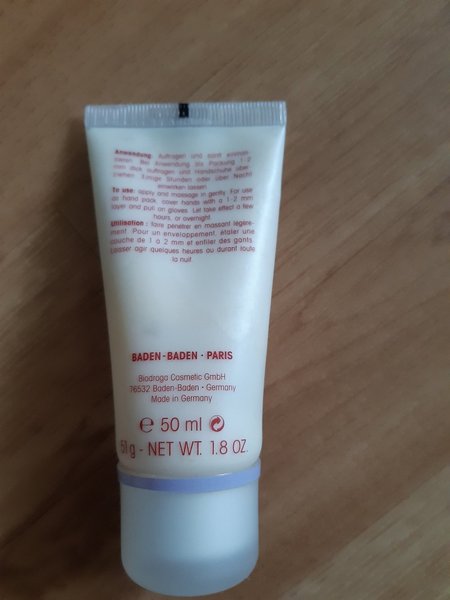 Anwendung: Auftragen und sanft einmas-
sieren. Bei Anwendung als Packung 1-2
mm dick auftragen und Handschuhe über-
ziehen. Einige Stunden oder über Nacht
einwirken lassen.
To use: apply and massage in gently. For use
as hand pack, cover hands with a 1-2 mm
layer and put on gloves. Let take effect a few
hours, or overnight.
Utilisation : faire pénétrer en massant légère-
ment. Pour un enveloppement, étaler une
couche de 1 à 2 mm et enfiler des gants.
Laisser agir quelques heures ou durant toute
la nuit.
BADEN-BADEN · PARIS
Biodroga Cosmetic GmbH
76532 Baden-Baden · Germany
Made in Germany
e 50 ml
51g - NET WT. 1.8 OZ.